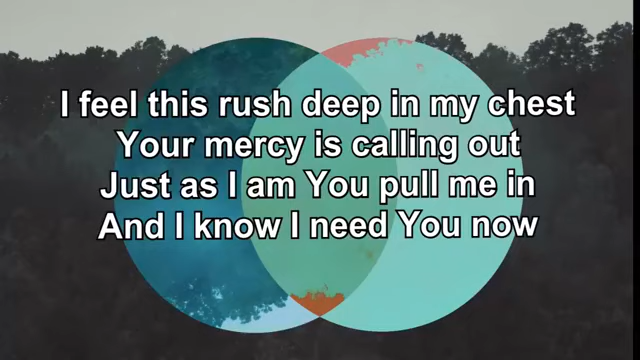 I feel this rush deep in my chest
Your mercy is calling out
Just as I am You pull me in
And I know I need You now